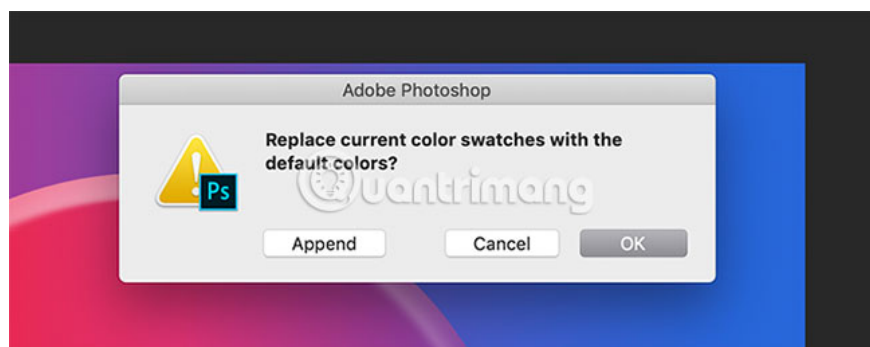 Adobe Photoshop
Replace current color swatches with the
default colors?
Ps
Quantrimang
Append Cancel OK